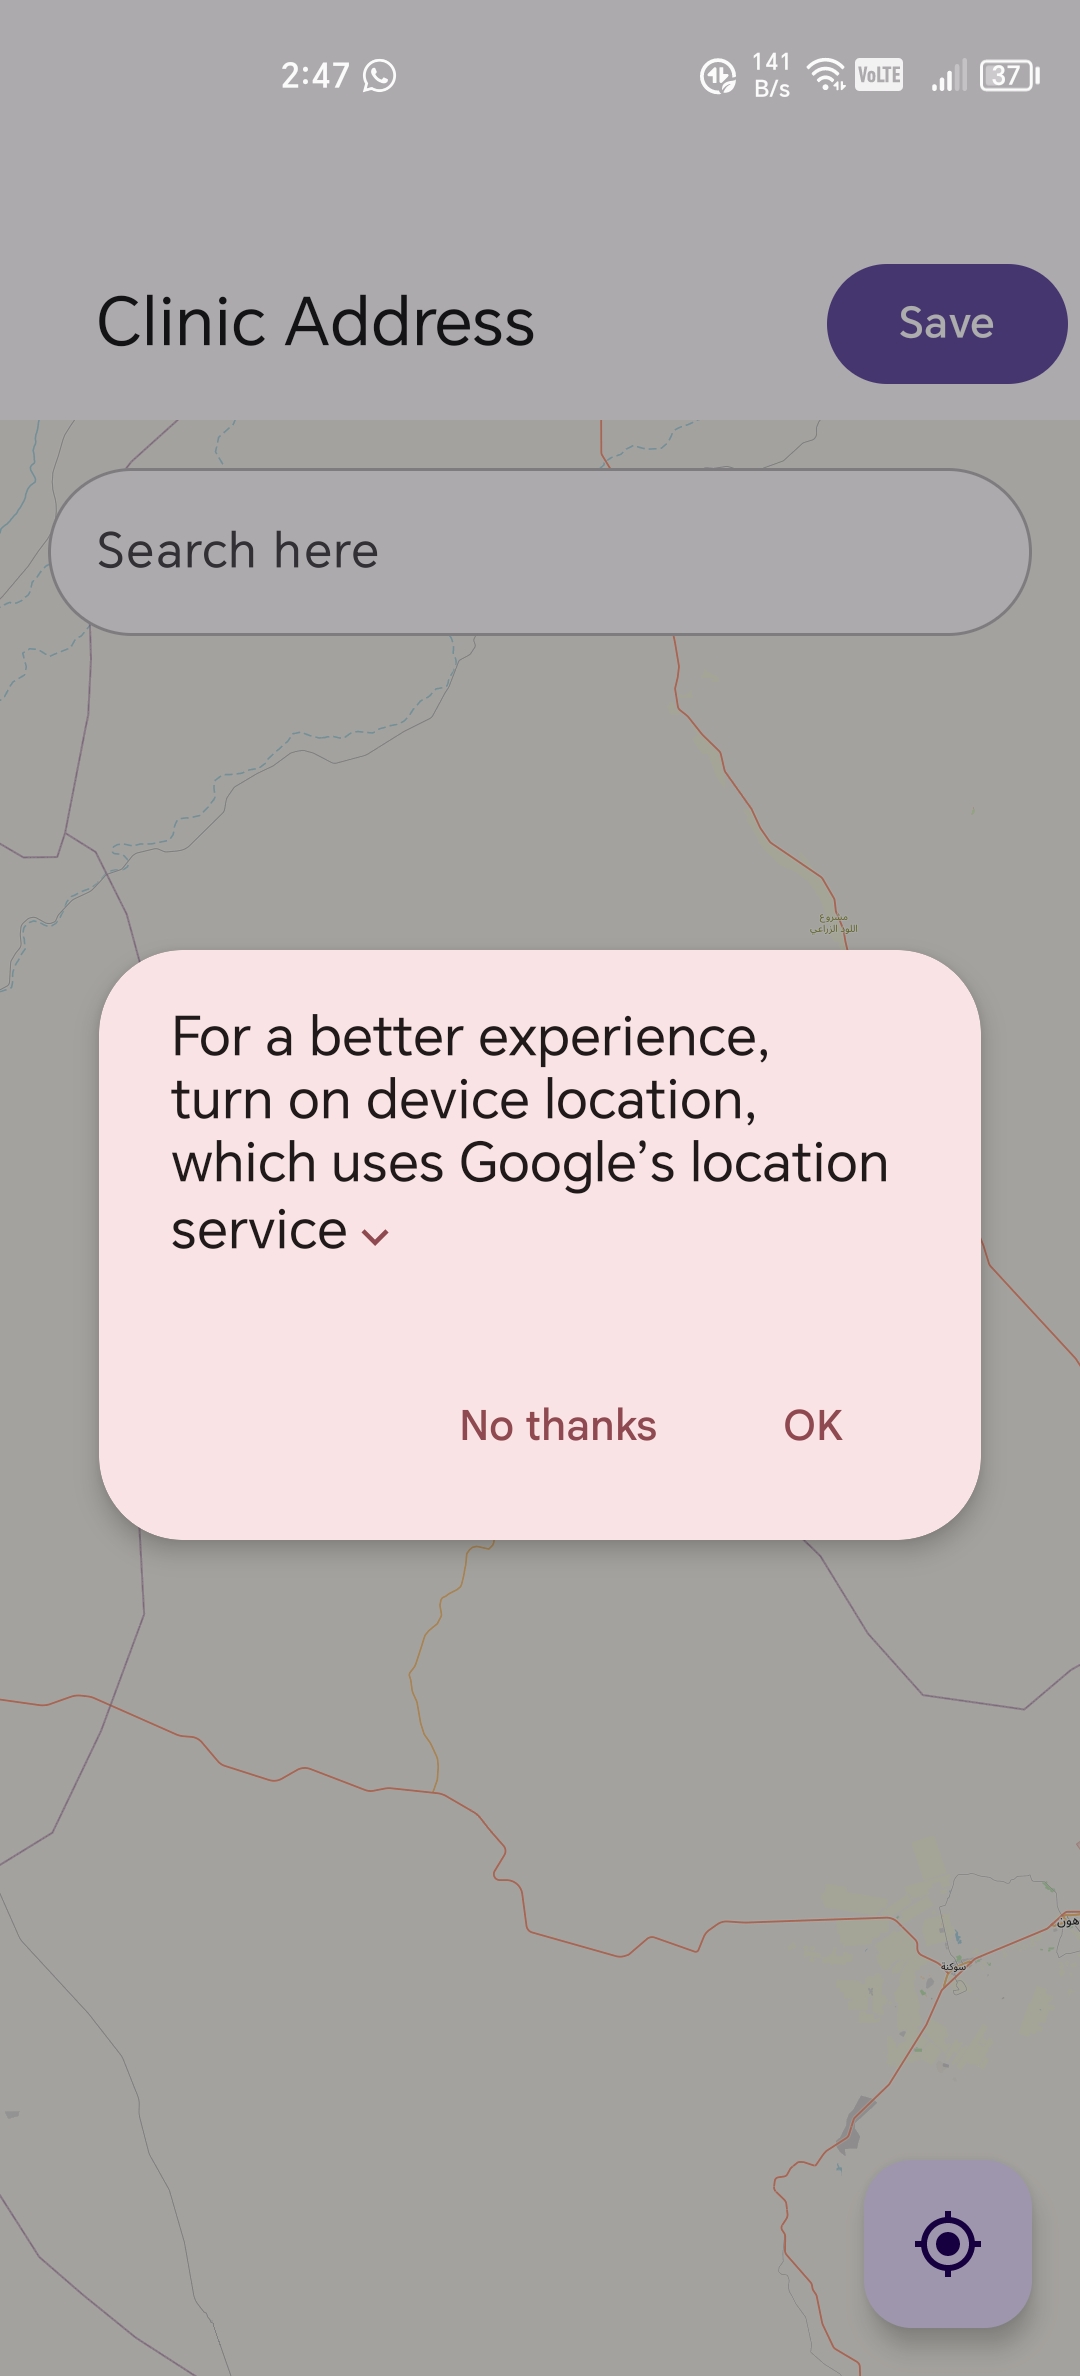 2:47
141
B/s
VoLTE
37
Clinic Address
Save
Search here
مشروع
اللود الزراعي
For a better experience,
turn on device location,
which uses Google’s location
service
No thanks
OK
هون
سوكنة